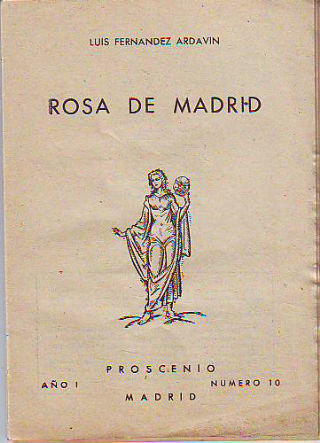 LUIS FERNANDEZ ARDAVIN
ROSA DE MADRID
PROSCENIO
AÑO I NUMERO 10
MADRID